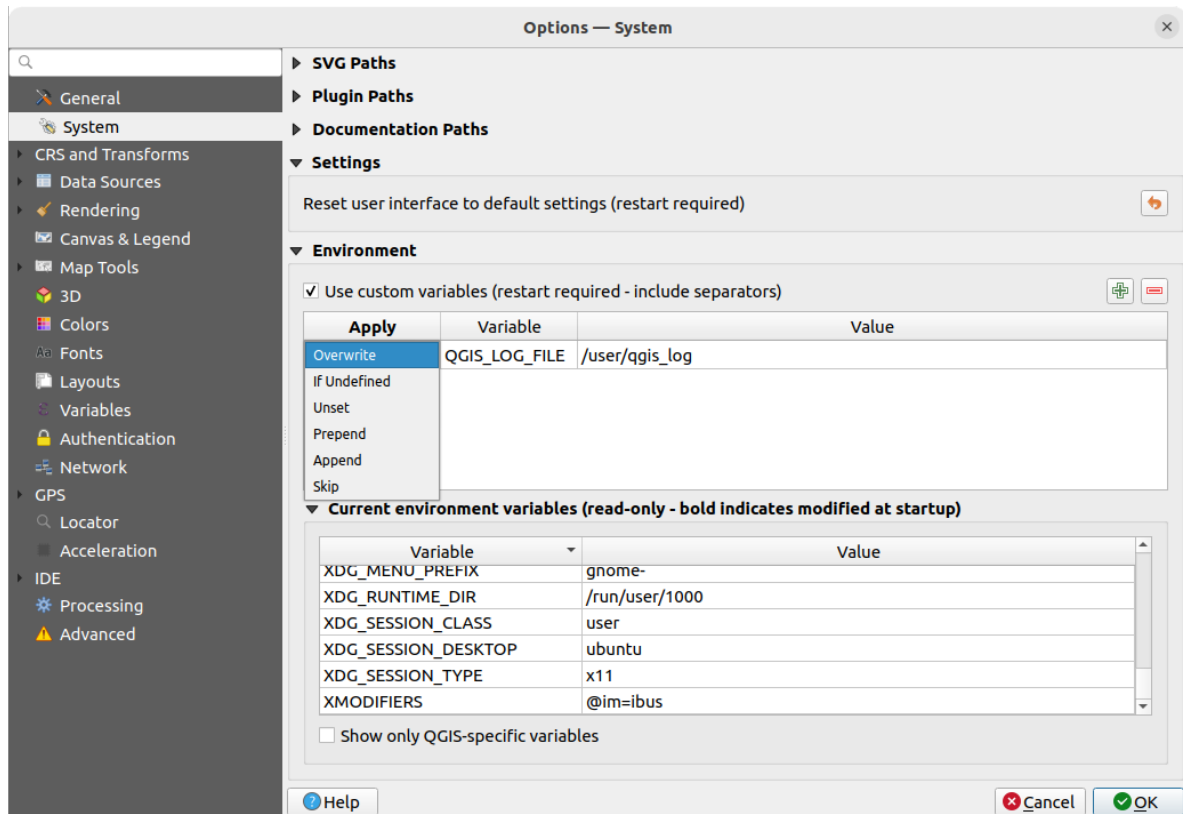 Options — System
General
System
CRS and Transforms
Data Sources
Rendering
Canvas & Legend
Map Tools
3D
Colors
Fonts
Layouts
Variables
Authentication
Network
GPS
Locator
Acceleration
IDE
Processing
Advanced
SVG Paths
Plugin Paths
Documentation Paths
Settings
Reset user interface to default settings (restart required)
Environment
Use custom variables (restart required - include separators)
Apply Variable Value
Overwrite QGIS_LOG_FILE /user/qgis_log
If Undefined
Unset
Prepend
Append
Skip
Current environment variables (read-only - bold indicates modified at startup)
Variable Value
XDG_MENU_PREFIX gnome-
XDG_RUNTIME_DIR /run/user/1000
XDG_SESSION_CLASS user
XDG_SESSION_DESKTOP ubuntu
XDG_SESSION_TYPE x11
XMODIFIERS @im=ibus
Show only QGIS-specific variables
Help Cancel OK